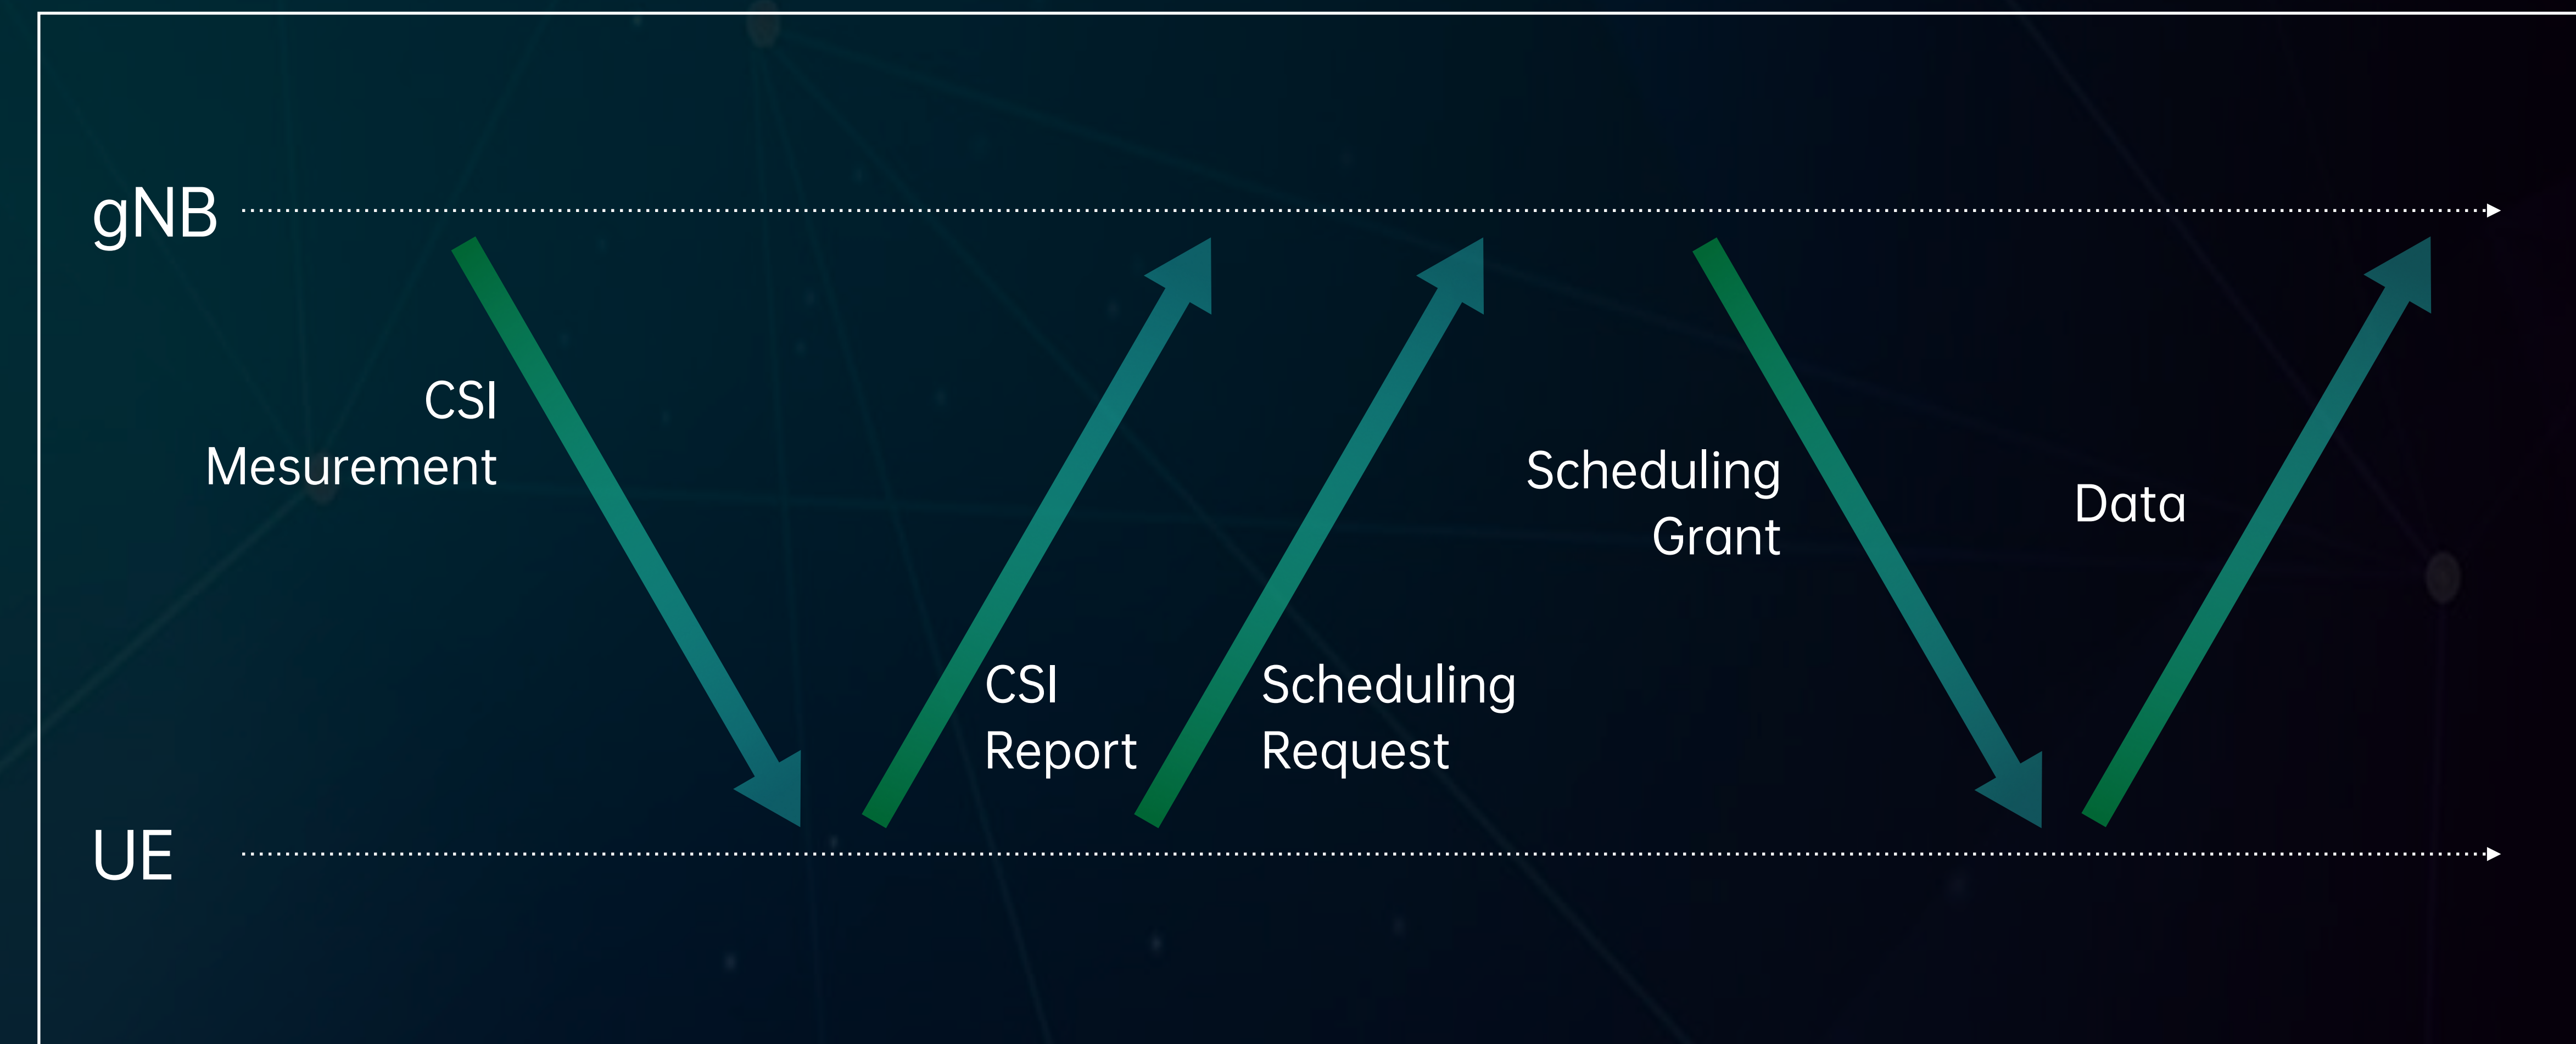 gNB
CSI
Mesurement
CSI
Report
Scheduling
Request
Scheduling
Grant
Data
UE